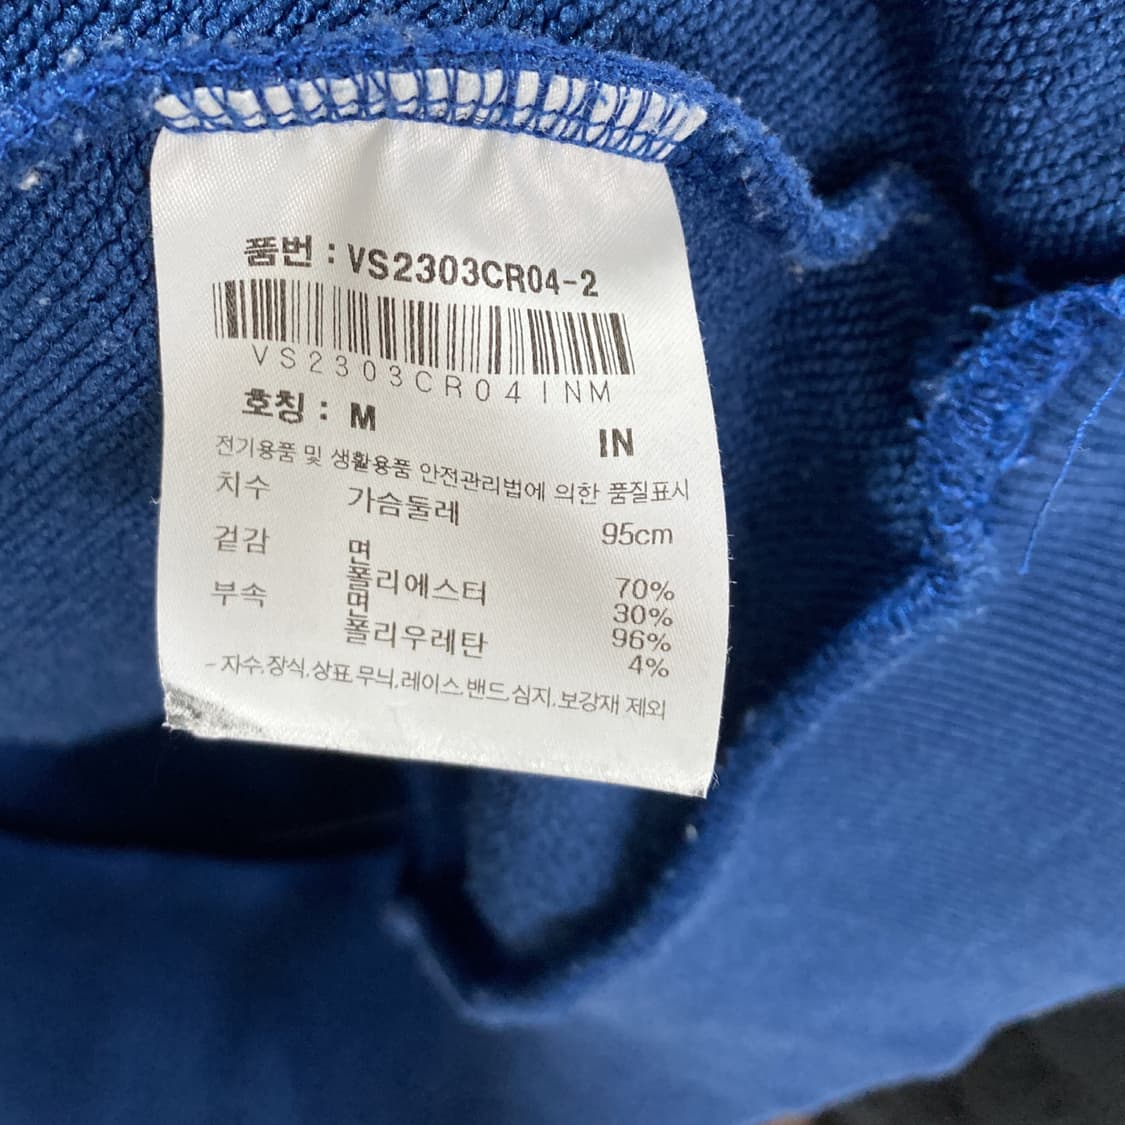 품번 : VS2303CR04-2
VS2303CR04INM
호칭 : M
IN
전기용품 및 생활용품 안전관리법에 의한 품질표시
치수 가슴둘레 95cm
겉감 면 70%
폴리에스터 30%
부속 면 96%
폴리우레탄 4%
- 자수.장식.상표.무늬.레이스.밴드.심지.보강재 제외